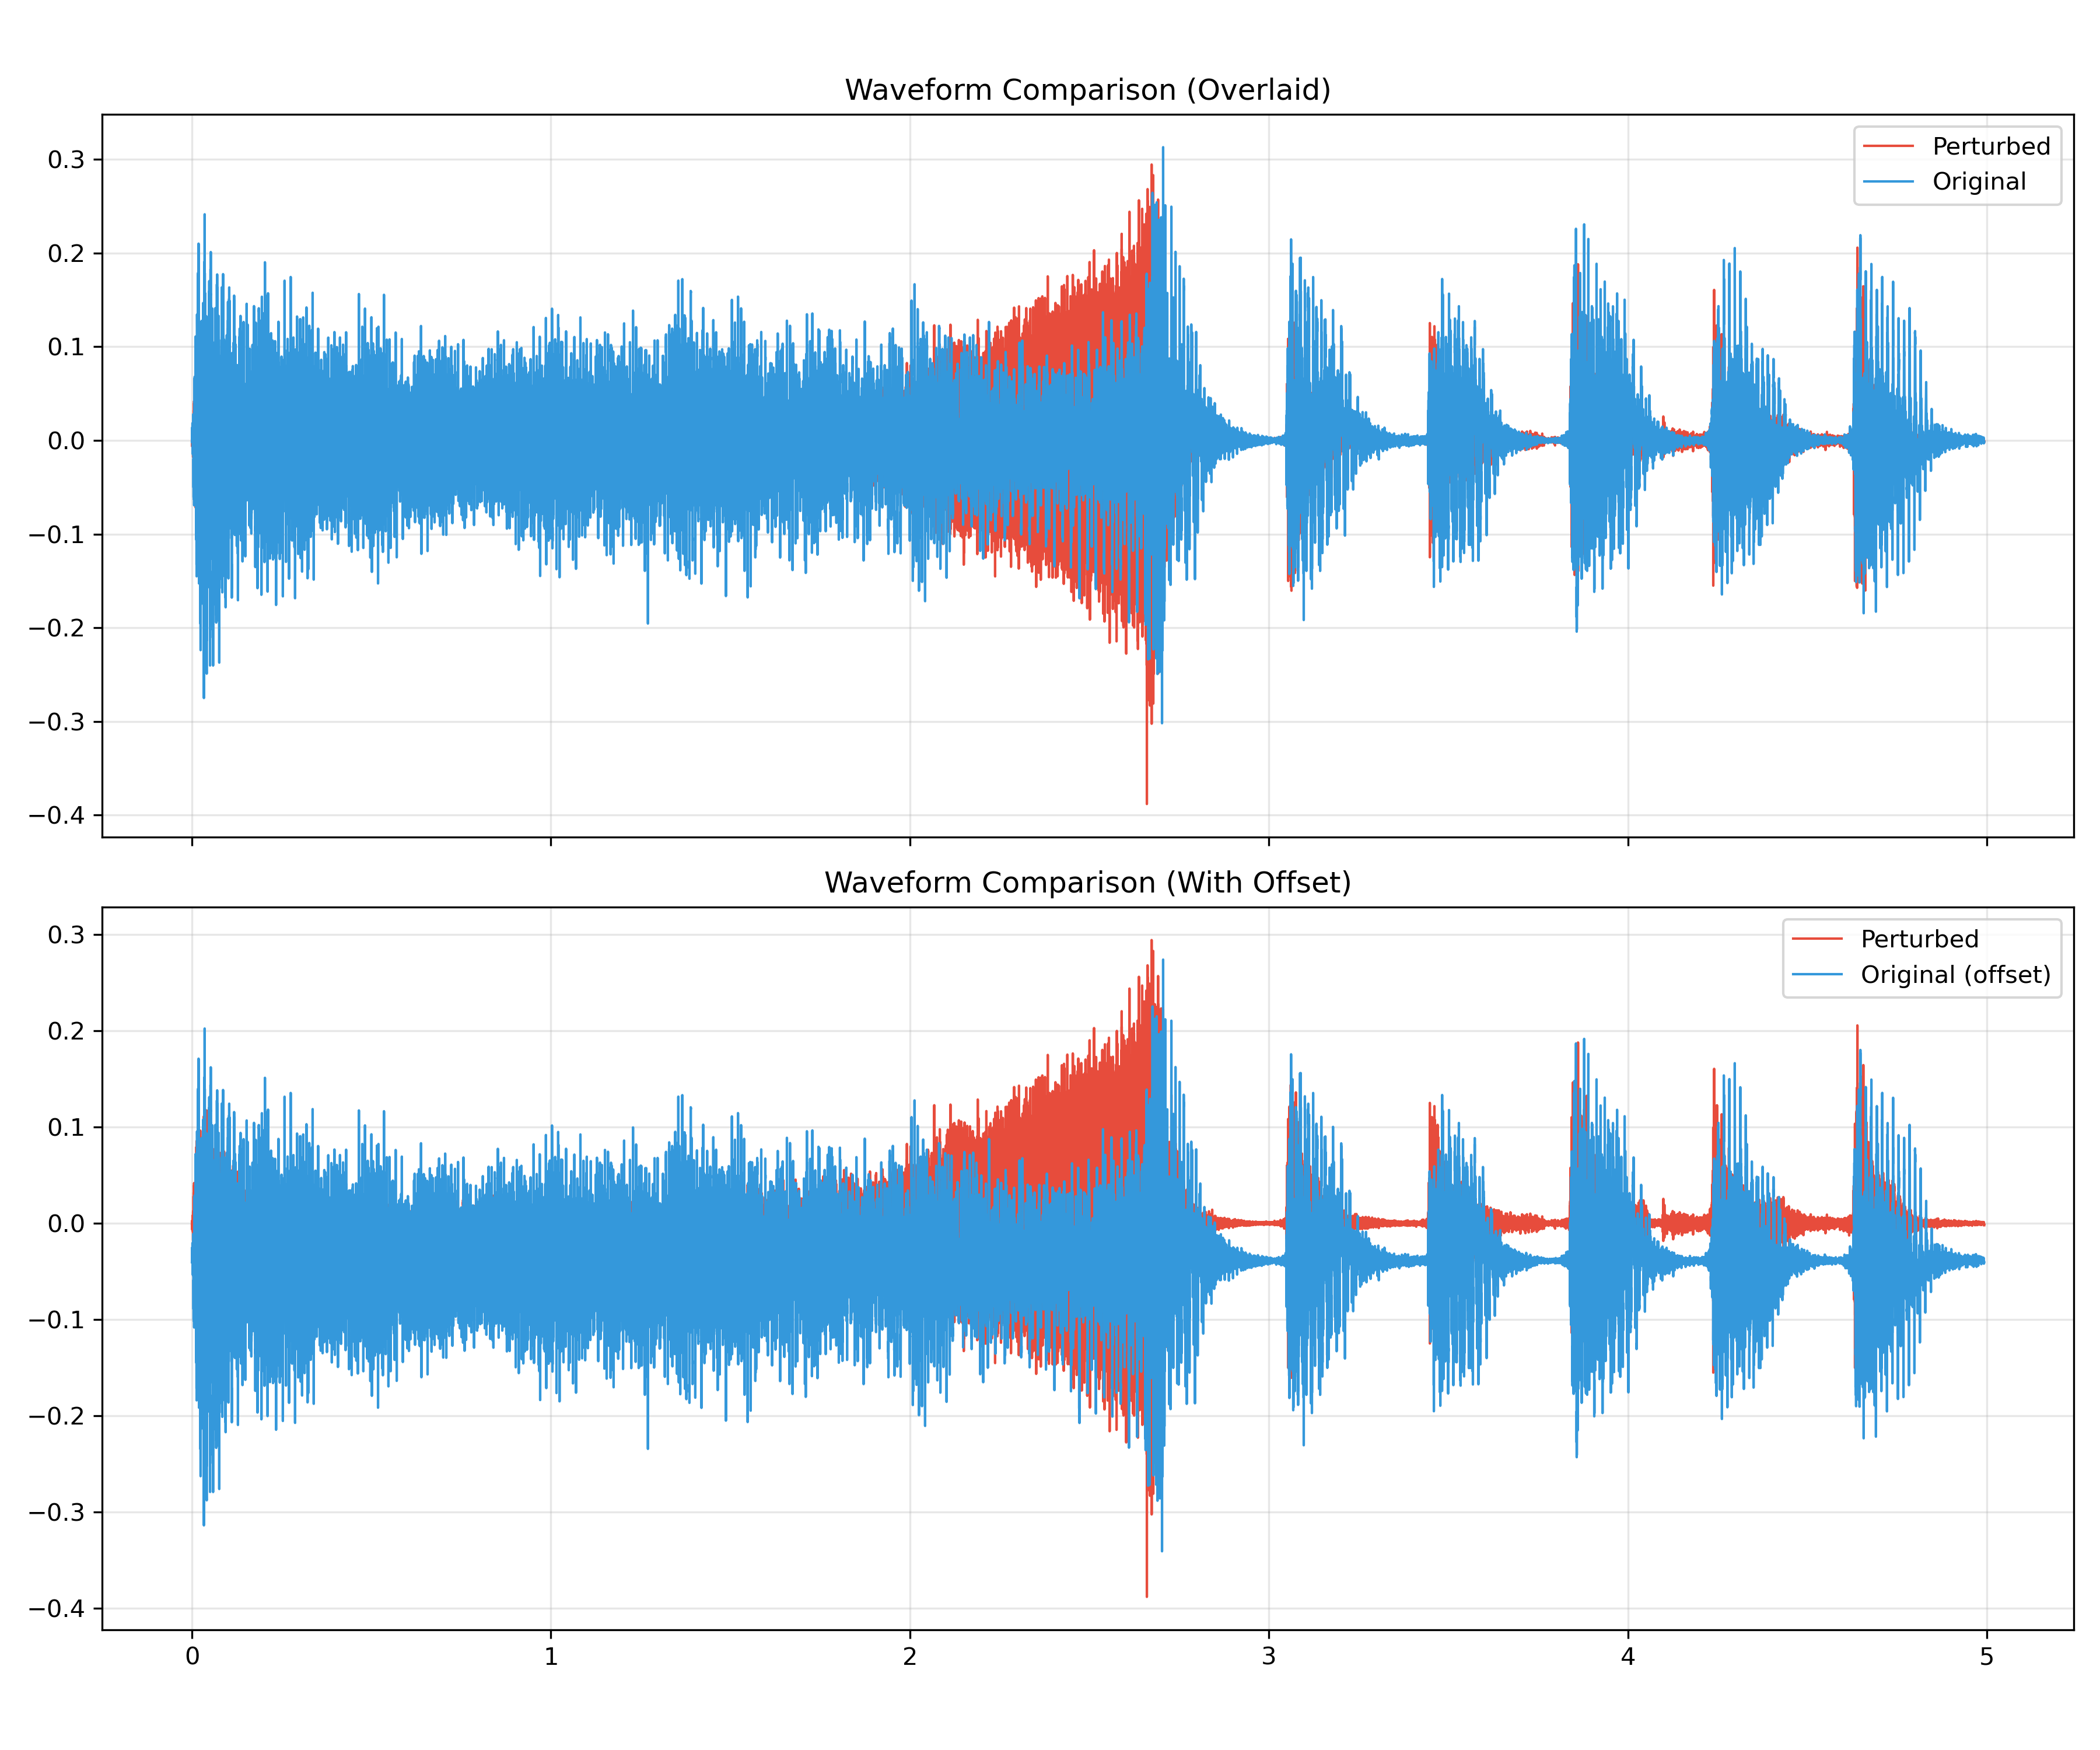 Waveform Comparison (Overlaid)
Perturbed
Original
0.3
0.2
0.1
0.0
−0.1
−0.2
−0.3
−0.4
Waveform Comparison (With Offset)
Perturbed
Original (offset)
0.3
0.2
0.1
0.0
−0.1
−0.2
−0.3
−0.4
0 1 2 3 4 5